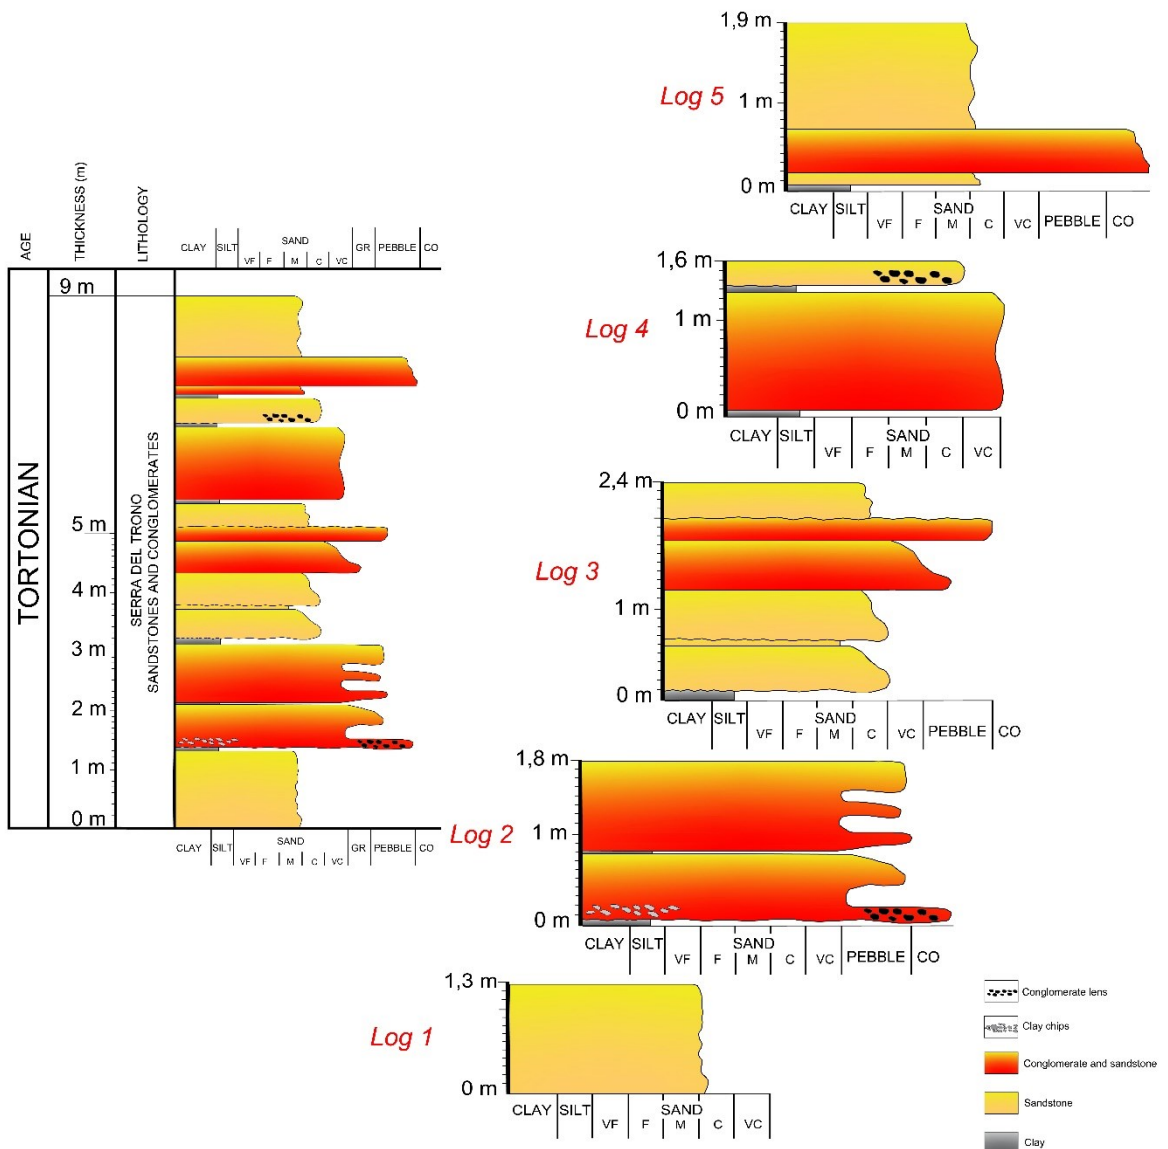 AGE
THICKNESS (m)
LITHOLOGY
CLAY SILT SAND GR PEBBLE CO
VF F M C VC
TORTONIAN
SERRA DEL TRONO
SANDSTONES AND CONGLOMERATES
9 m
5 m
4 m
3 m
2 m
1 m
0 m
CLAY SILT SAND GR PEBBLE CO
VF F M C VC
Log 5
1,9 m
1 m
0 m
CLAY SILT SAND PEBBLE CO
VF F M C VC
Log 4
1,6 m
1 m
0 m
CLAY SILT SAND
VF F M C VC
Log 3
2,4 m
1 m
0 m
CLAY SILT SAND PEBBLE CO
VF F M C VC
Log 2
1,8 m
1 m
0 m
CLAY SILT SAND PEBBLE CO
VF F M C VC
Log 1
1,3 m
0 m
CLAY SILT SAND
VF F M C VC
Conglomerate lens
Clay chips
Conglomerate and sandstone
Sandstone
Clay